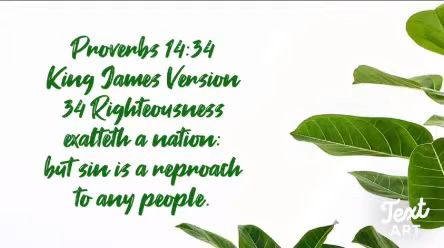 Proverbs 14:34
King James Version
34 Righteousness
exalteth a nation:
but sin is a reproach
to any people.
Text
ART